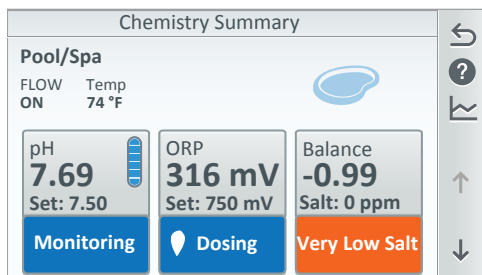 Chemistry Summary
Pool/Spa
FLOW Temp
ON 74 °F
pH
7.69
Set: 7.50
Monitoring
ORP
316 mV
Set: 750 mV
Dosing
Balance
-0.99
Salt: 0 ppm
Very Low Salt
?